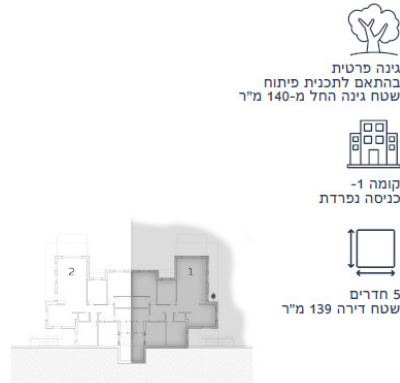 גינה פרטית
בהתאם לתכנית פיתוח
שטח גינה החל מ-140 מ"ר
קומה 1-
כניסה נפרדת
5 חדרים
שטח דירה 139 מ"ר
2
1